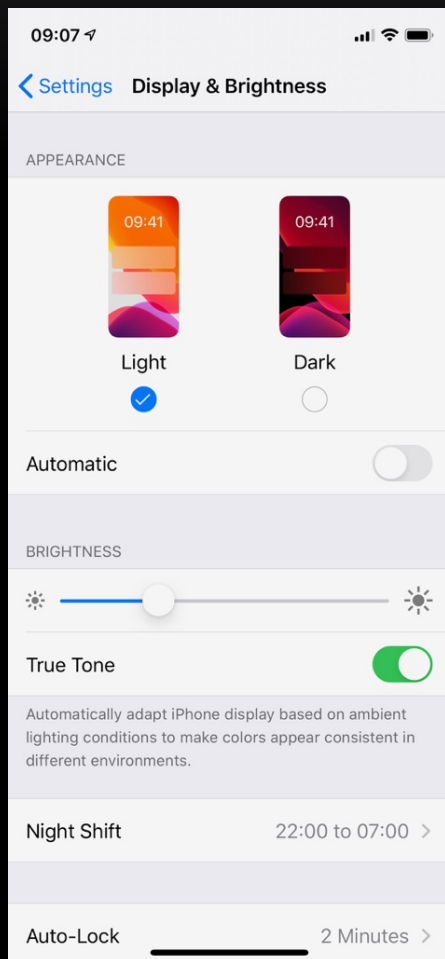 09:07
Settings Display & Brightness
APPEARANCE
09:41 09:41
Light Dark
Automatic
BRIGHTNESS
True Tone
Automatically adapt iPhone display based on ambient
lighting conditions to make colors appear consistent in
different environments.
Night Shift 22:00 to 07:00
Auto-Lock 2 Minutes